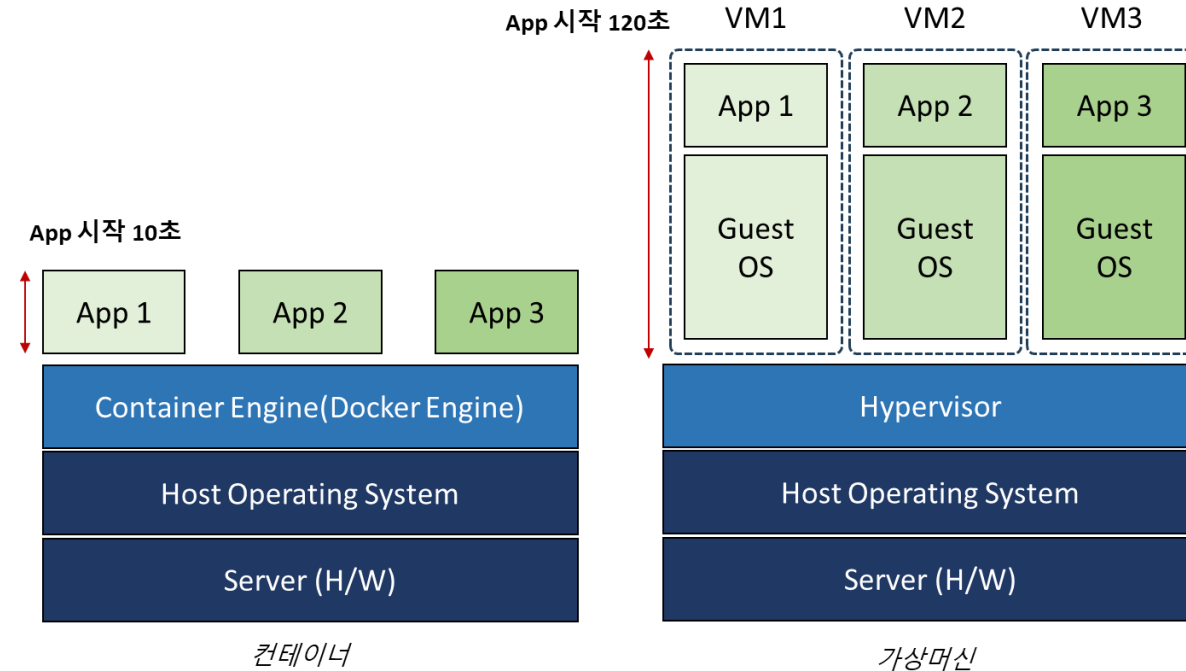 App 시작 10초
App 1
App 2
App 3
Container Engine(Docker Engine)
Host Operating System
Server (H/W)
컨테이너
App 시작 120초
VM1
VM2
VM3
App 1
App 2
App 3
Guest
OS
Guest
OS
Guest
OS
Hypervisor
Host Operating System
Server (H/W)
가상머신